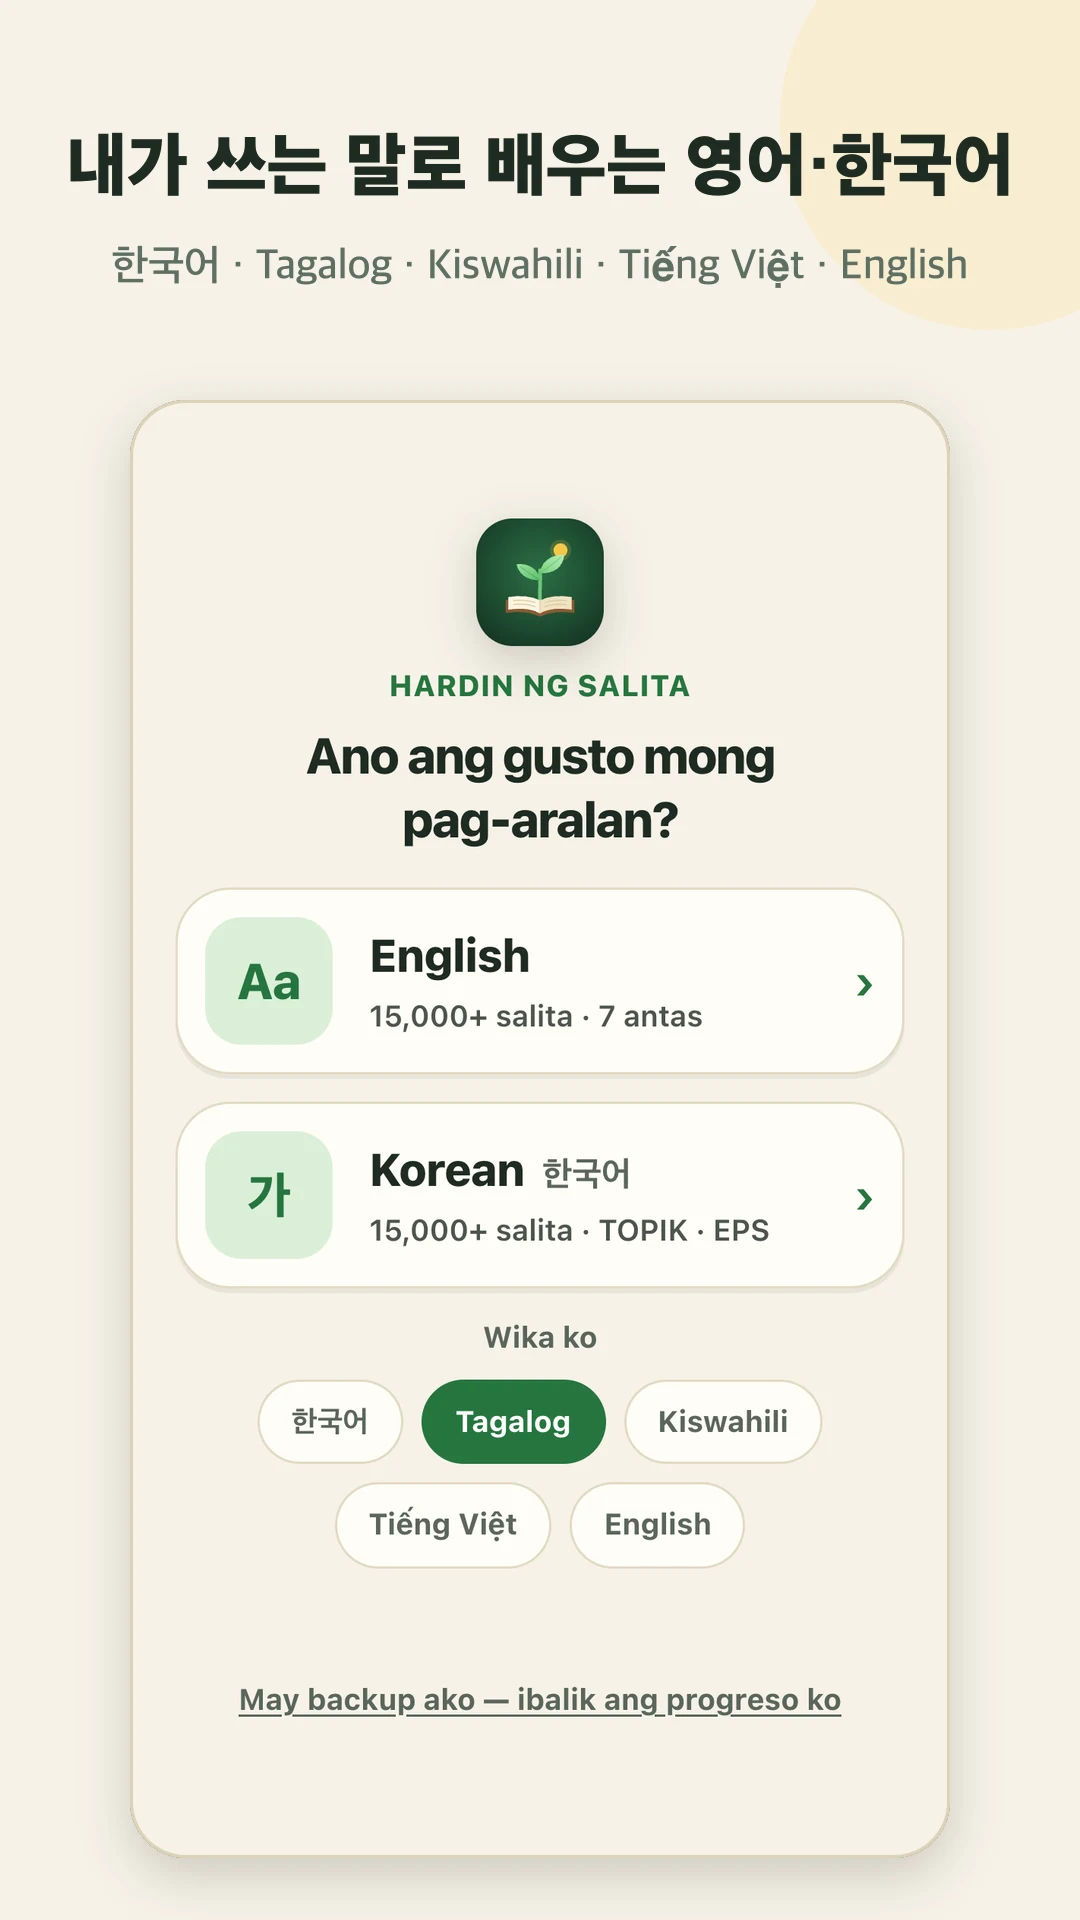 내가 쓰는 말로 배우는 영어·한국어
한국어 · Tagalog · Kiswahili · Tiếng Việt · English
HARDIN NG SALITA
Ano ang gusto mong
pag-aralan?
Aa
English
15,000+ salita · 7 antas
›
가
Korean 한국어
15,000+ salita · TOPIK · EPS
›
Wika ko
한국어 Tagalog Kiswahili
Tiếng Việt English
May backup ako — ibalik ang progreso ko